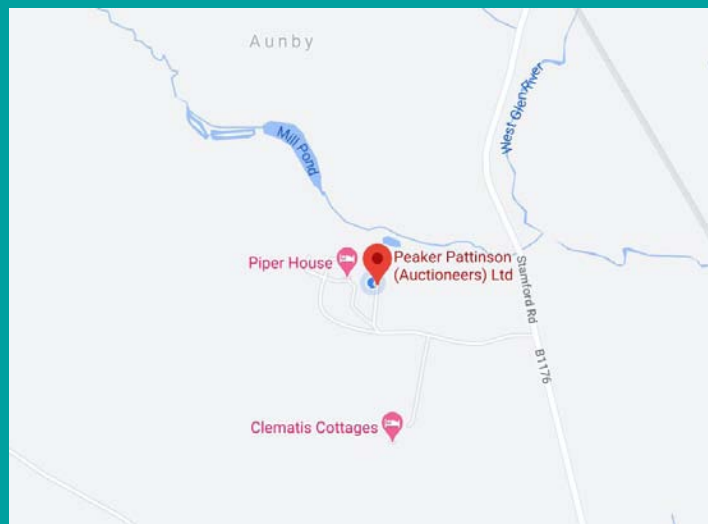 Aunby
West Glen River
Mill Pond
Piper House
Peaker Pattinson
(Auctioneers) Ltd
Stamford Rd
B1176
Clematis Cottages